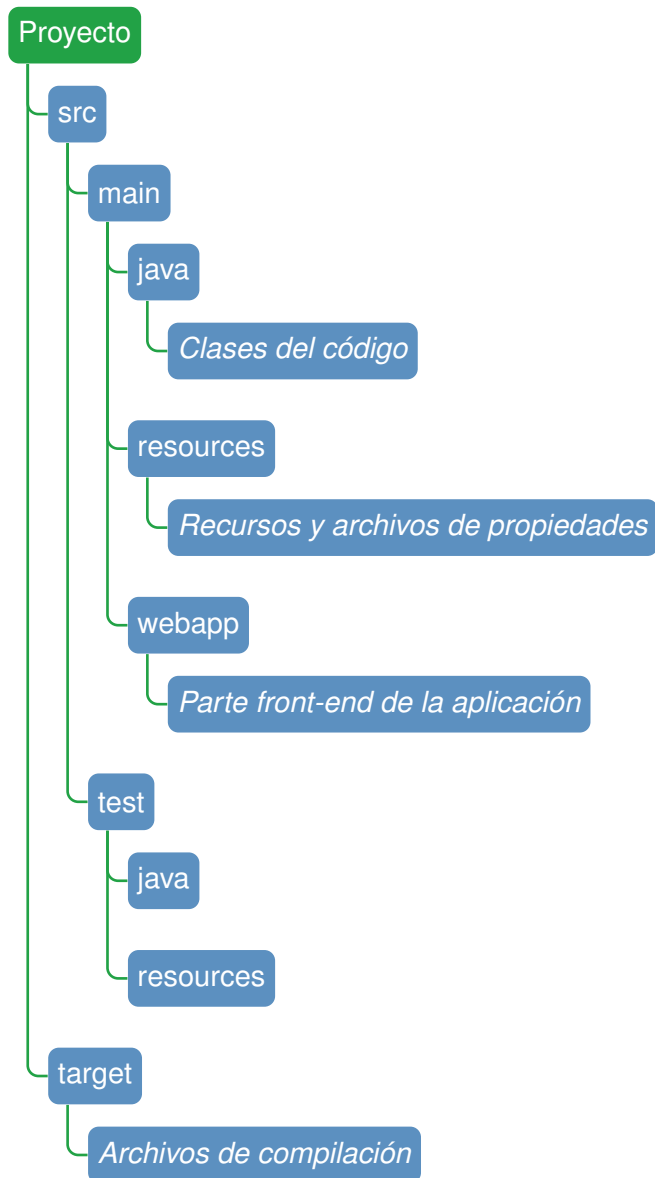 Proyecto
src
main
java
Clases del código
resources
Recursos y archivos de propiedades
webapp
Parte front-end de la aplicación
test
java
resources
target
Archivos de compilación